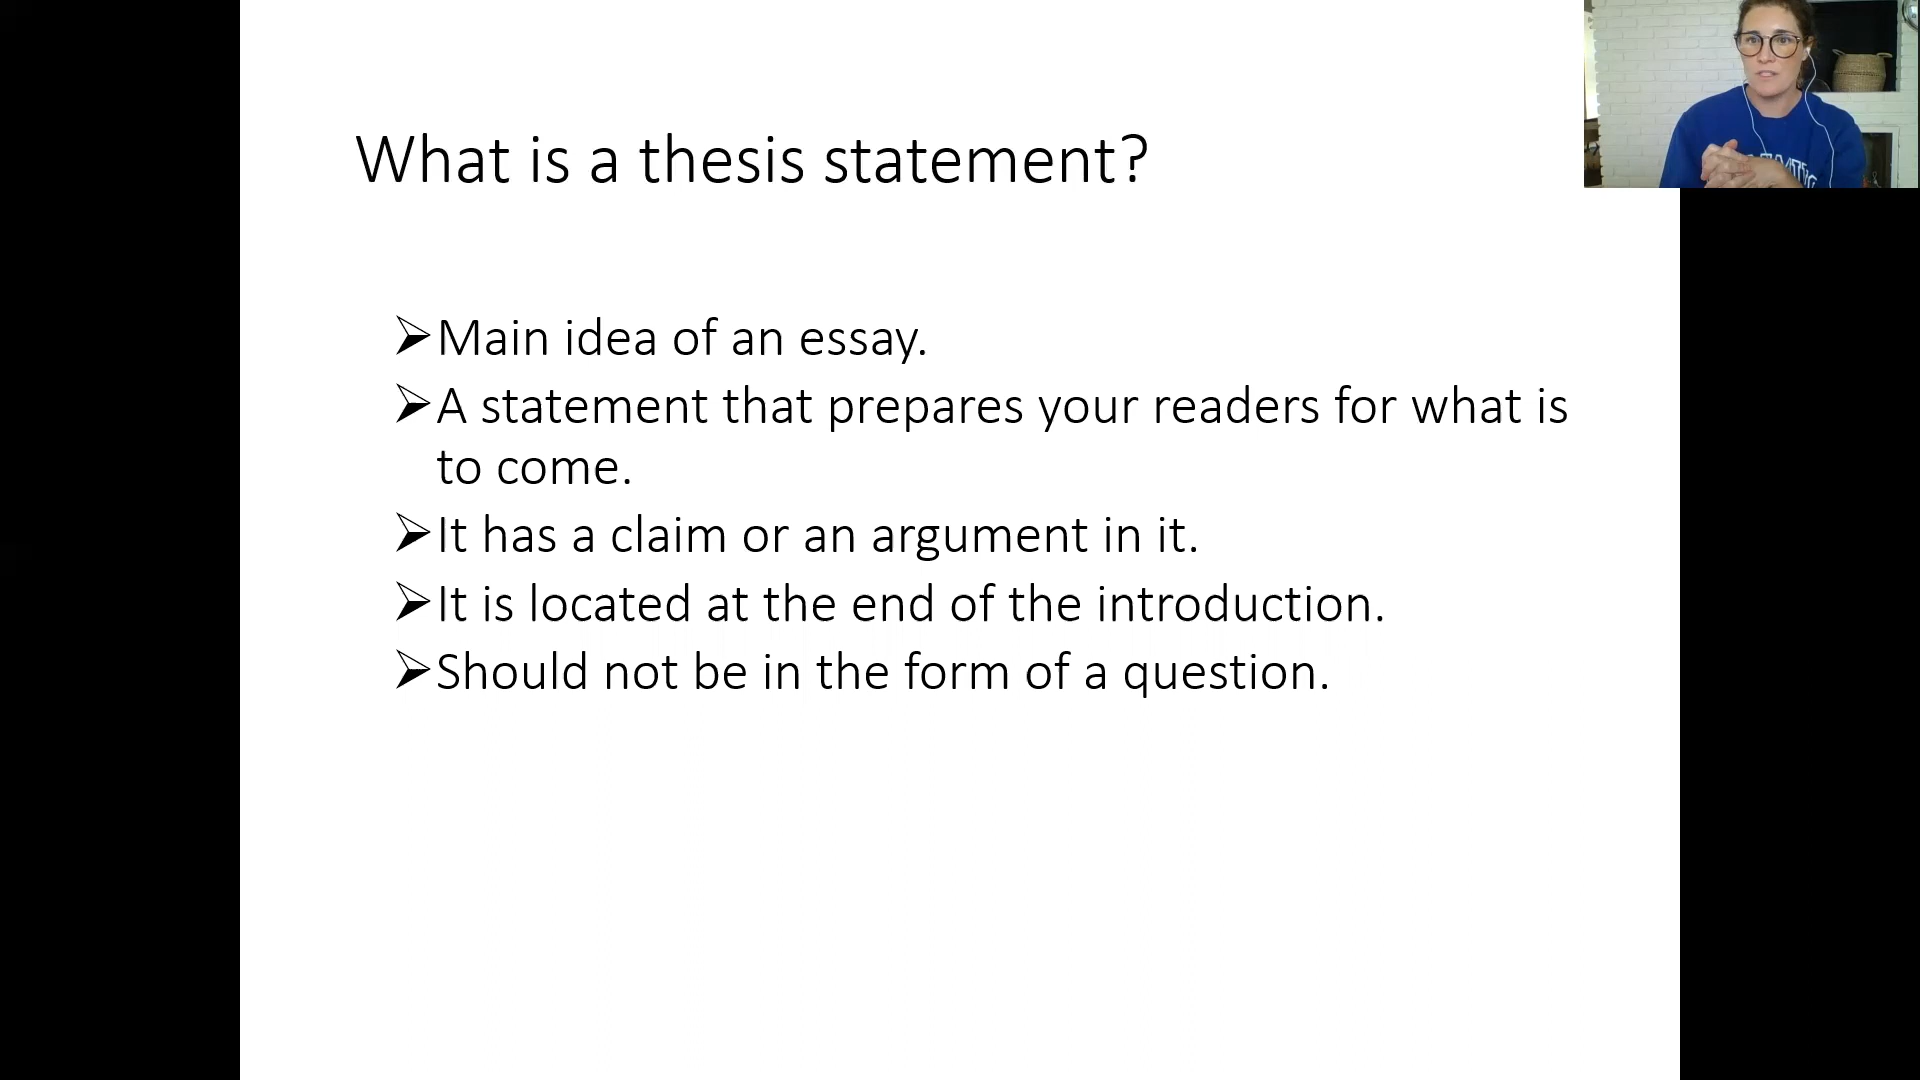 What is a thesis statement?
➢Main idea of an essay.
➢A statement that prepares your readers for what is
to come.
➢It has a claim or an argument in it.
➢It is located at the end of the introduction.
➢Should not be in the form of a question.